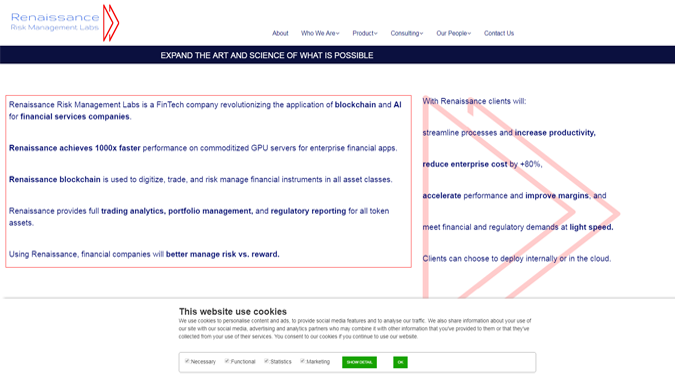 Renaissance
Risk Management Labs
About Who We Are Product Consulting Our People Contact Us
EXPAND THE ART AND SCIENCE OF WHAT IS POSSIBLE
Renaissance Risk Management Labs is a FinTech company revolutionizing the application of blockchain and AI
for financial services companies.
Renaissance achieves 1000x faster performance on commoditized GPU servers for enterprise financial apps.
Renaissance blockchain is used to digitize, trade, and risk manage financial instruments in all asset classes.
Renaissance provides full trading analytics, portfolio management, and regulatory reporting for all token
assets.
Using Renaissance, financial companies will better manage risk vs. reward.
With Renaissance clients will:
streamline processes and increase productivity,
reduce enterprise cost by +80%,
accelerate performance and improve margins, and
meet financial and regulatory demands at light speed.
Clients can choose to deploy internally or in the cloud.
This website use cookies
We use cookies to personalise content and ads, to provide social media features and to analyse our traffic. We also share information about your use of
our site with our social media, advertising and analytics partners who may combine it with other information that you've provided to them or that they've
collected from your use of their services. You consent to our cookies if you continue to use our website.
Necessary Functional Statistics Marketing SHOW DETAIL OK